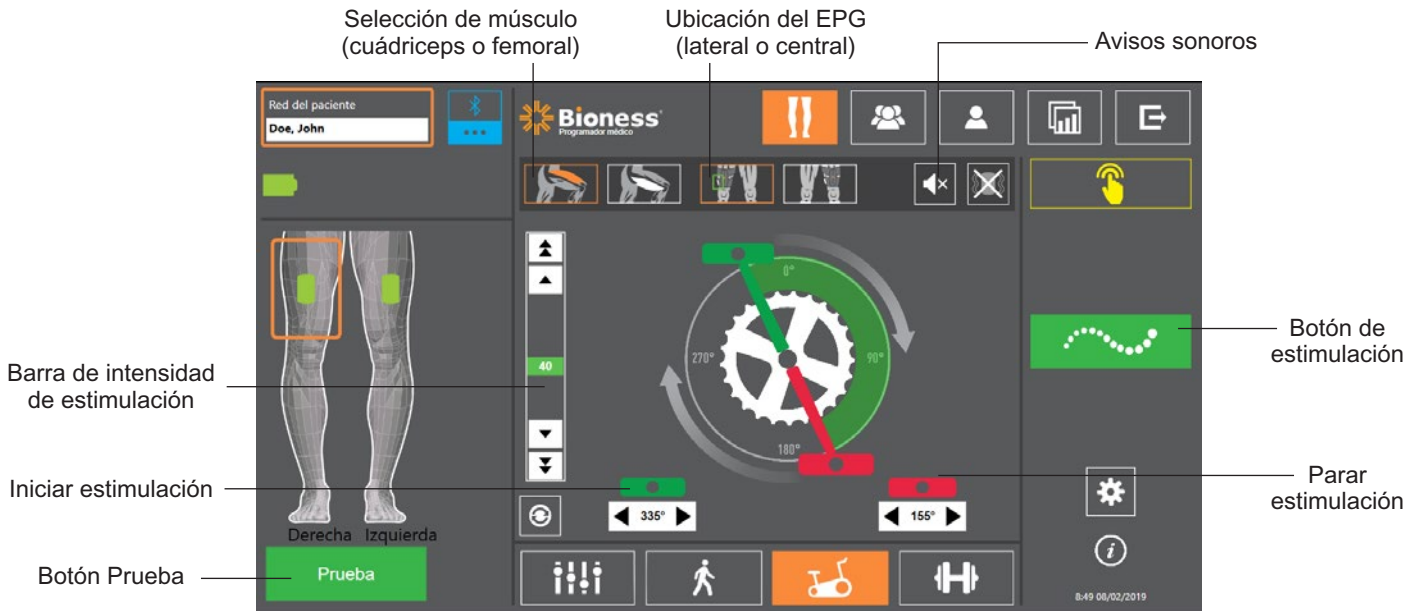 Selección de músculo
(cuádriceps o femoral)
Ubicación del EPG
(lateral o central)
Avisos sonoros
Red del paciente
Doe, John
Bioness
Programador médico
0°
90°
180°
270°
40
335°
155°
Derecha Izquierda
Prueba
8:49 08/02/2019
Barra de intensidad
de estimulación
Iniciar estimulación
Botón Prueba
Botón de
estimulación
Parar
estimulación